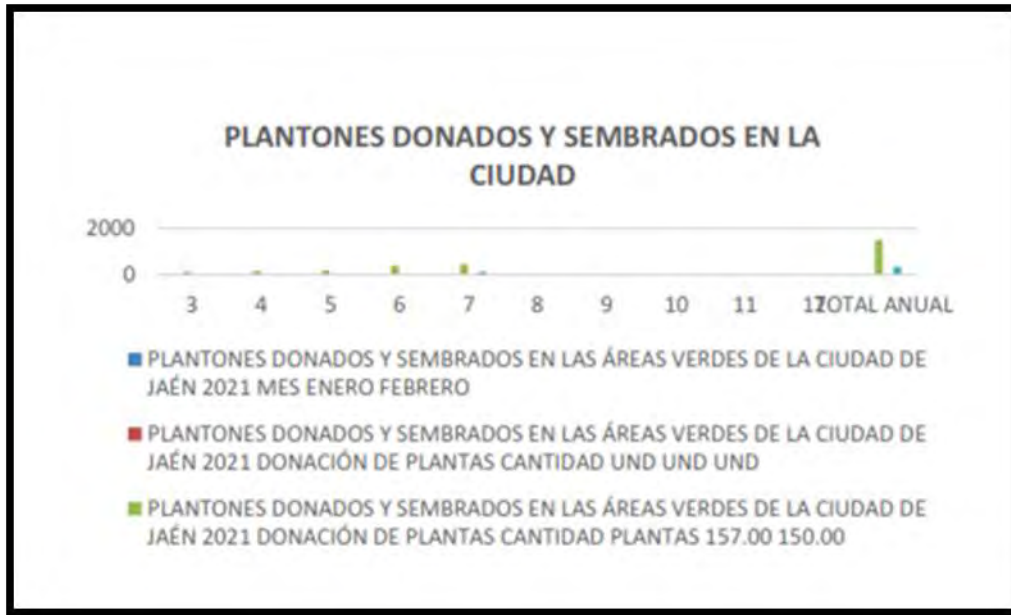 PLANTONES DONADOS Y SEMBRADOS EN LA
CIUDAD
2000
0
3 4 5 6 7 8 9 10 11 12 TOTAL ANUAL
PLANTONES DONADOS Y SEMBRADOS EN LAS ÁREAS VERDES DE LA CIUDAD DE
JAÉN 2021 MES ENERO FEBRERO
PLANTONES DONADOS Y SEMBRADOS EN LAS ÁREAS VERDES DE LA CIUDAD DE
JAÉN 2021 DONACIÓN DE PLANTAS CANTIDAD UND UND UND
PLANTONES DONADOS Y SEMBRADOS EN LAS ÁREAS VERDES DE LA CIUDAD DE
JAÉN 2021 DONACIÓN DE PLANTAS CANTIDAD PLANTAS 157.00 150.00